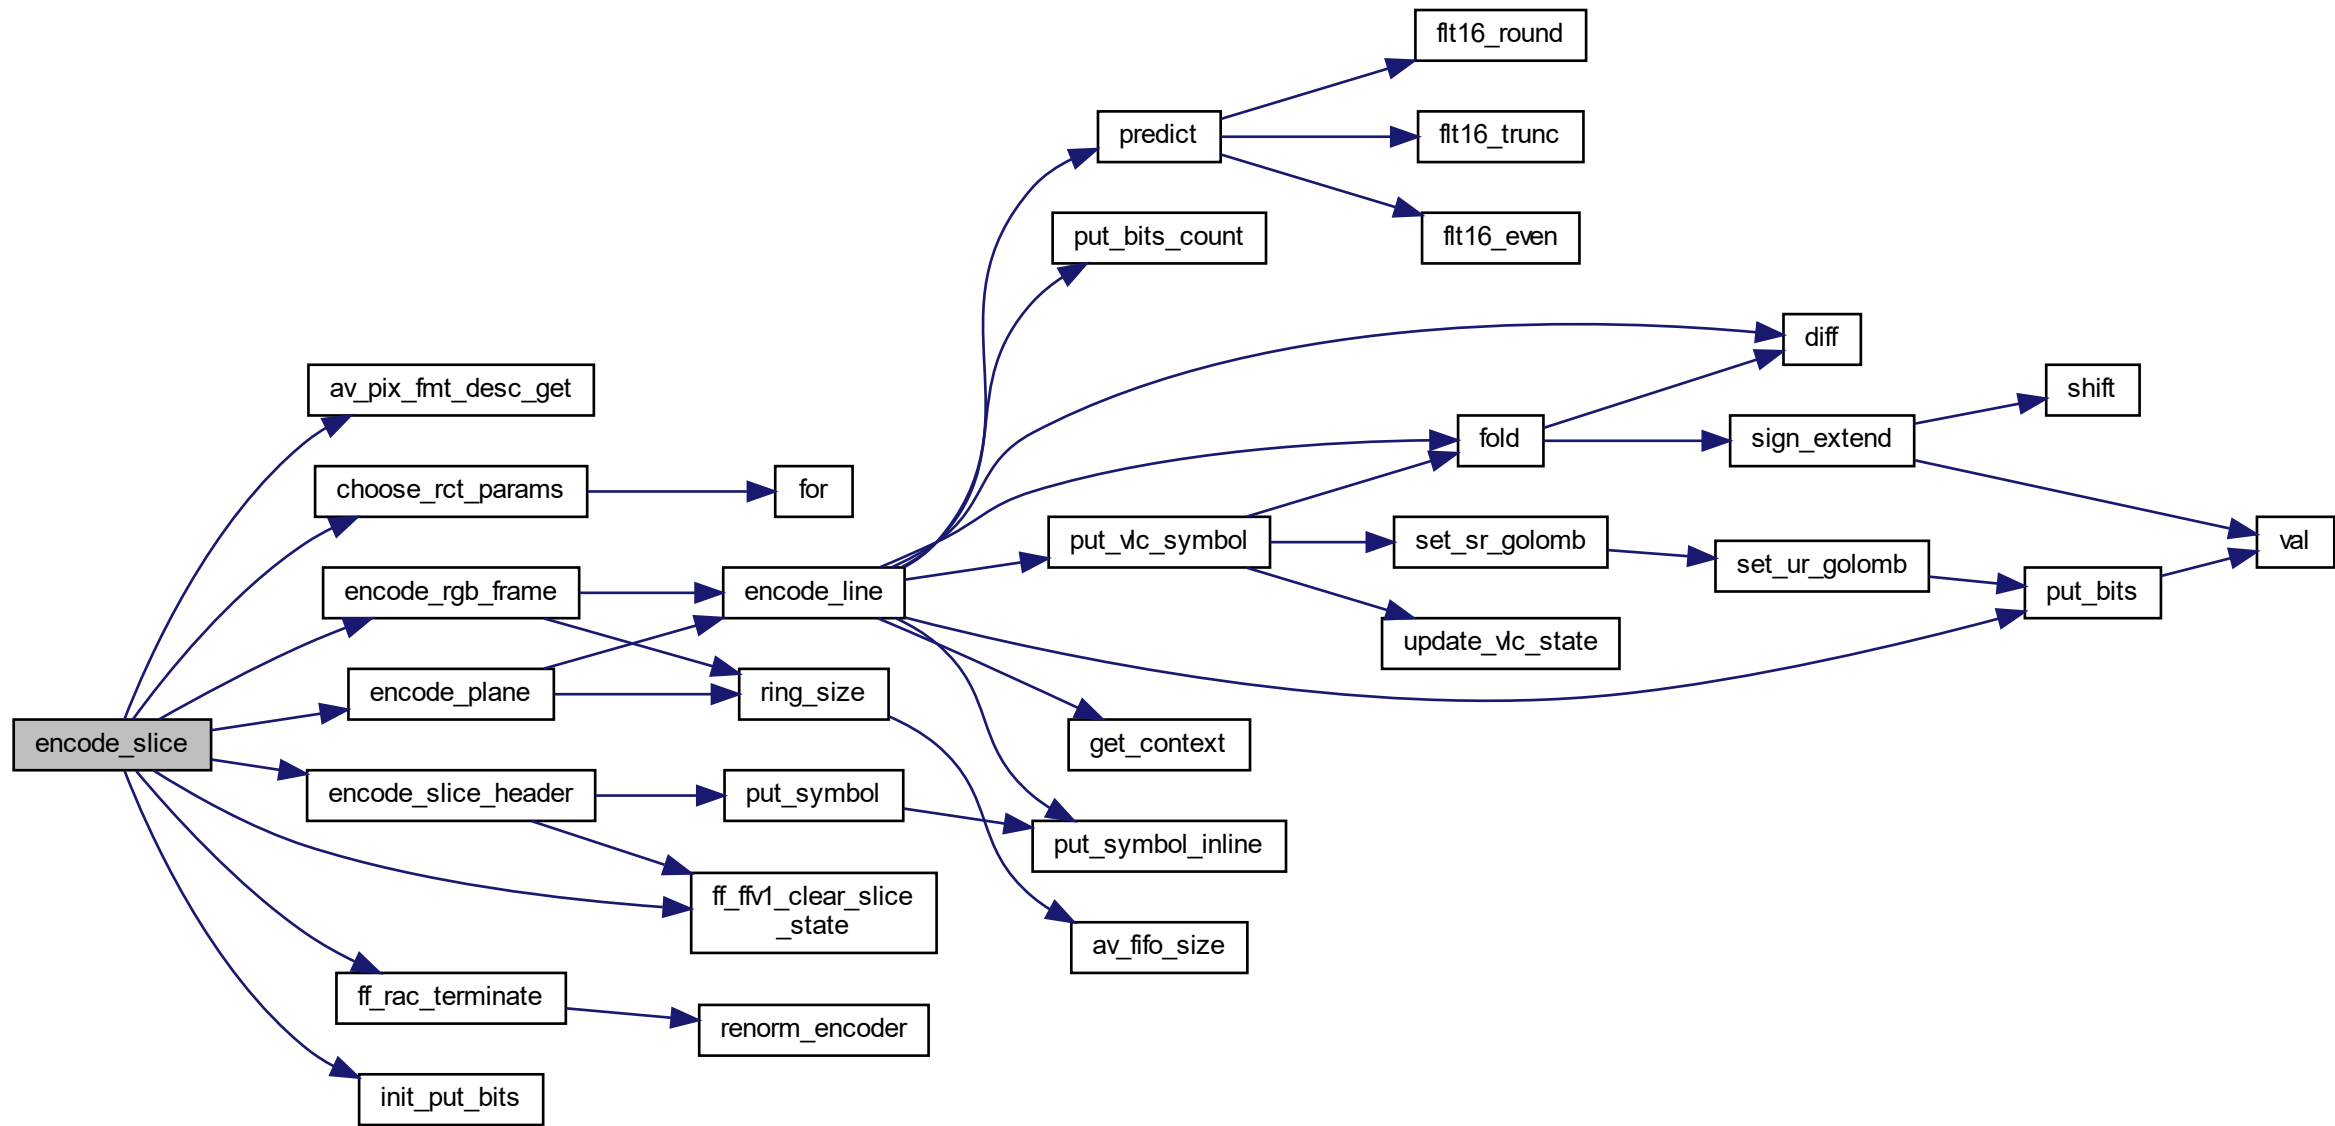 flt16_round
predict
flt16_trunc
put_bits_count
flt16_even
diff
av_pix_fmt_desc_get
shift
fold
sign_extend
choose_rct_params
for
put_vlc_symbol
set_sr_golomb
set_ur_golomb
val
encode_rgb_frame
encode_line
put_bits
update_vlc_state
encode_plane
ring_size
encode_slice
get_context
encode_slice_header
put_symbol
put_symbol_inline
ff_ffv1_clear_slice
_state
av_fifo_size
ff_rac_terminate
renorm_encoder
init_put_bits